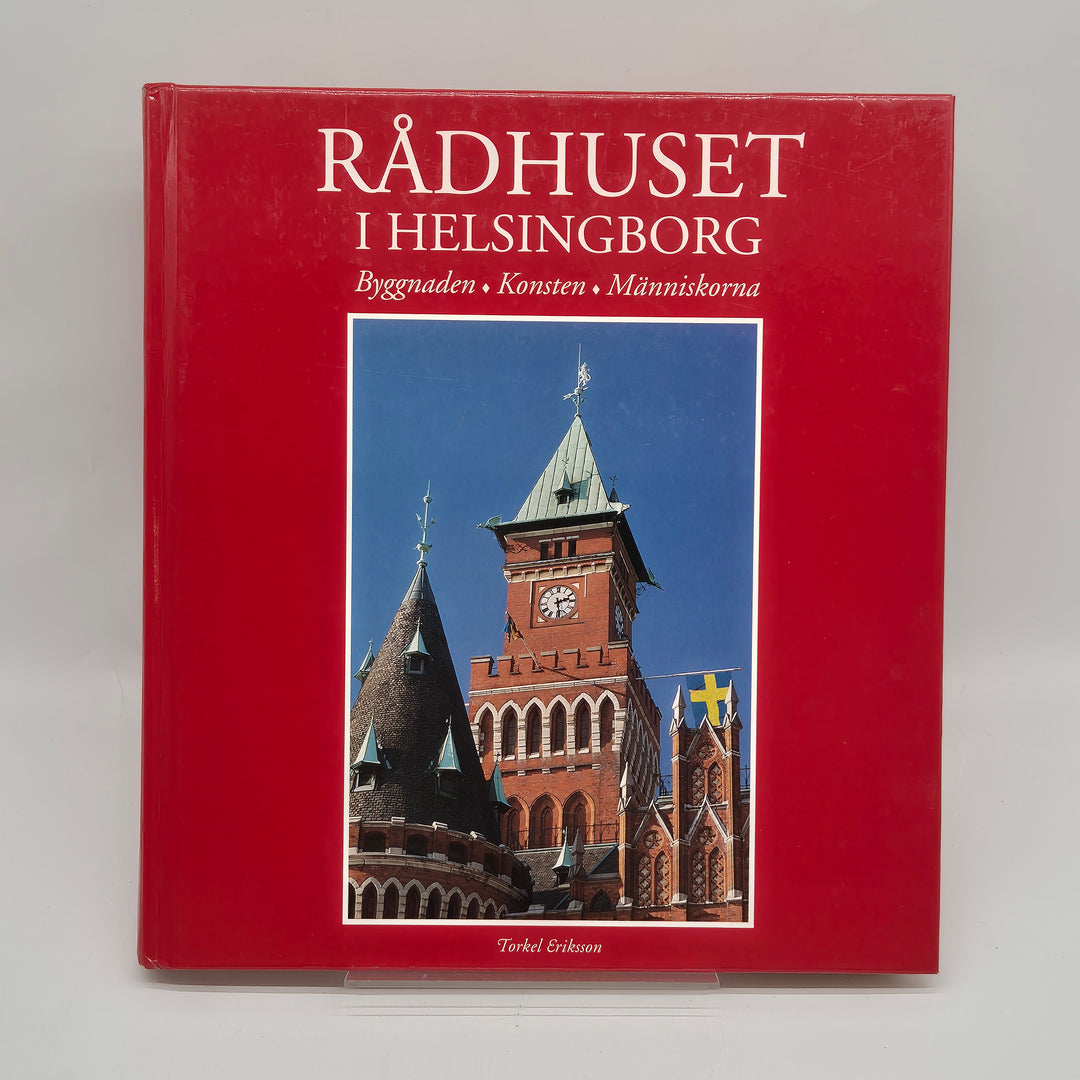 RÅDHUSET
I HELSINGBORG
Byggnaden ♦ Konsten ♦ Människorna
Torkel Eriksson